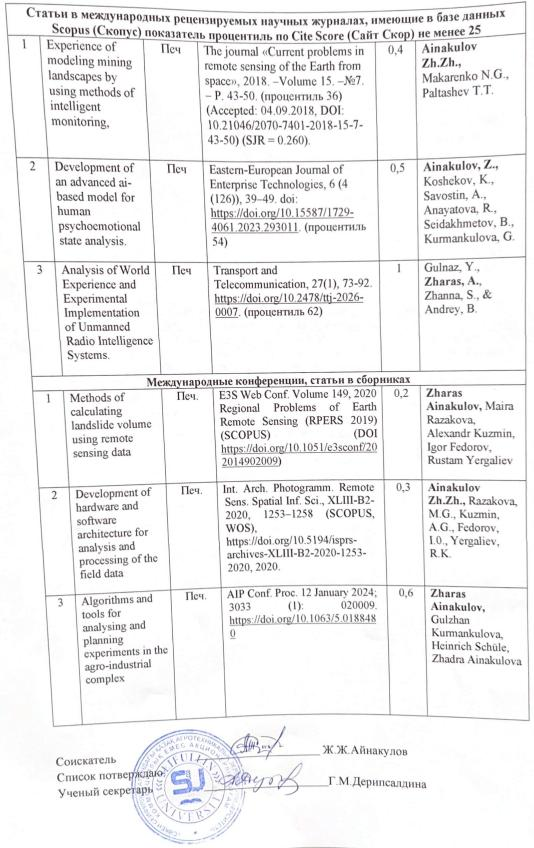 Статьи в международных рецензируемых научных журналах, имеющие в базе данных
Scopus (Скопус) показатель процентиль по Cite Score (Сайт Скор) не менее 25
1
Experience of
modeling mining
landscapes by
using methods of
intelligent
monitoring,
Печ
The journal «Current problems in
remote sensing of the Earth from
space», 2018. –Volume 15. –№7.
– P. 43-50. (процентиль 36)
(Accepted: 04.09.2018, DOI:
10.21046/2070-7401-2018-15-7-
43-50) (SJR = 0.260).
0,4
Ainakulov
Zh.Zh.,
Makarenko N.G.,
Paltashev T.T.
2
Development of
an advanced ai-
based model for
human
psychoemotional
state analysis.
Печ
Eastern-European Journal of
Enterprise Technologies, 6 (4
(126)), 39–49. doi:
https://doi.org/10.15587/1729-
4061.2023.293011. (процентиль
54)
0,5
Ainakulov, Z.,
Koshekov, K.,
Savostin, A.,
Anayatova, R.,
Seidakhmetov, B.,
Kurmankulova, G.
3
Analysis of World
Experience and
Experimental
Implementation
of Unmanned
Radio Intelligence
Systems.
Печ
Transport and
Telecommunication, 27(1), 73-92.
https://doi.org/10.2478/ttj-2026-
0007. (процентиль 62)
1
Gulnaz, Y.,
Zharas, A.,
Zhanna, S., &
Andrey, B.
Международные конференции, статьи в сборниках
1
Methods of
calculating
landslide volume
using remote
sensing data
Печ.
E3S Web Conf. Volume 149, 2020
Regional Problems of Earth
Remote Sensing (RPERS 2019)
(SCOPUS) (DOI
https://doi.org/10.1051/e3sconf/20
2014902009)
0,2
Zharas
Ainakulov, Maira
Razakova,
Alexandr Kuzmin,
Igor Fedorov,
Rustam Yergaliev
2
Development of
hardware and
software
architecture for
analysis and
processing of the
field data
Печ.
Int. Arch. Photogramm. Remote
Sens. Spatial Inf. Sci., XLIII-B2-
2020, 1253–1258 (SCOPUS,
WOS),
https://doi.org/10.5194/isprs-
archives-XLIII-B2-2020-1253-
2020, 2020.
0,3
Ainakulov
Zh.Zh., Razakova,
M.G., Kuzmin,
A.G., Fedorov,
I.0., Yergaliev,
R.K.
3
Algorithms and
tools for
analysing and
planning
experiments in the
agro-industrial
complex
Печ.
AIP Conf. Proc. 12 January 2024;
3033 (1): 020009.
https://doi.org/10.1063/5.018848
0
0,6
Zharas
Ainakulov,
Gulzhan
Kurmankulova,
Heinrich Schüle,
Zhadra Ainakulova
Соискатель Ж.Ж.Айнакулов
Список потверждаю:
Ученый секретарь Г.М.Дерипсалдина